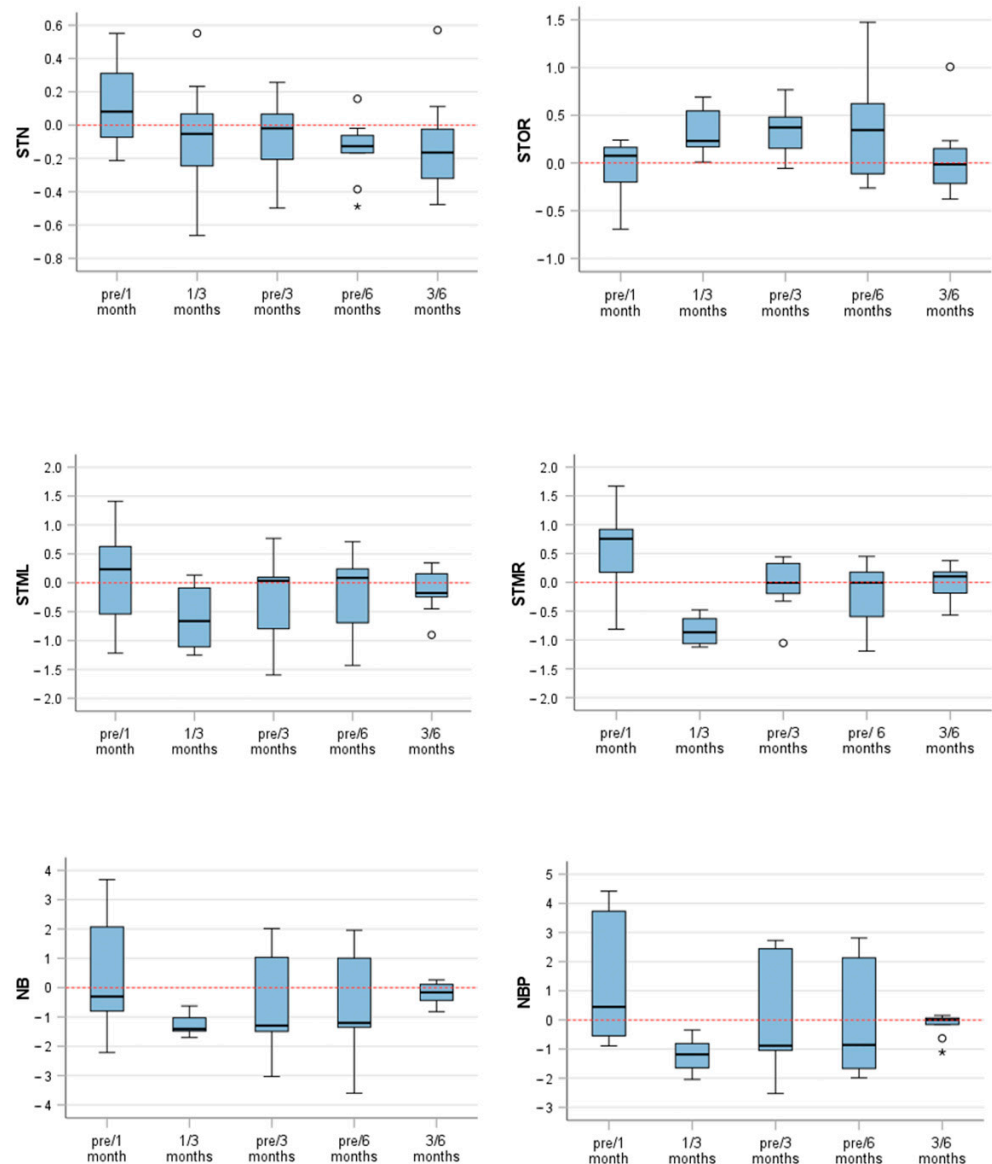 STN
0.6
0.4
0.2
0.0
− 0.2
− 0.4
− 0.6
− 0.8
pre/1 month
1/3 months
pre/3 months
pre/6 months
3/6 months
STOR
1.5
1.0
0.5
0.0
− 0.5
− 1.0
pre/1 month
1/3 months
pre/3 months
pre/6 months
3/6 months
STML
2.0
1.5
1.0
0.5
0.0
− 0.5
− 1.0
− 1.5
− 2.0
pre/1 month
1/3 months
pre/3 months
pre/6 months
3/6 months
STMR
2.0
1.5
1.0
0.5
0.0
− 0.5
− 1.0
− 1.5
− 2.0
pre/1 month
1/3 months
pre/3 months
pre/ 6 months
3/6 months
NB
4
3
2
1
0
− 1
− 2
− 3
− 4
pre/1 month
1/3 months
pre/3 months
pre/6 months
3/6 months
NBP
5
4
3
2
1
0
− 1
− 2
− 3
pre/1 month
1/3 months
pre/3 months
pre/6 months
3/6 months